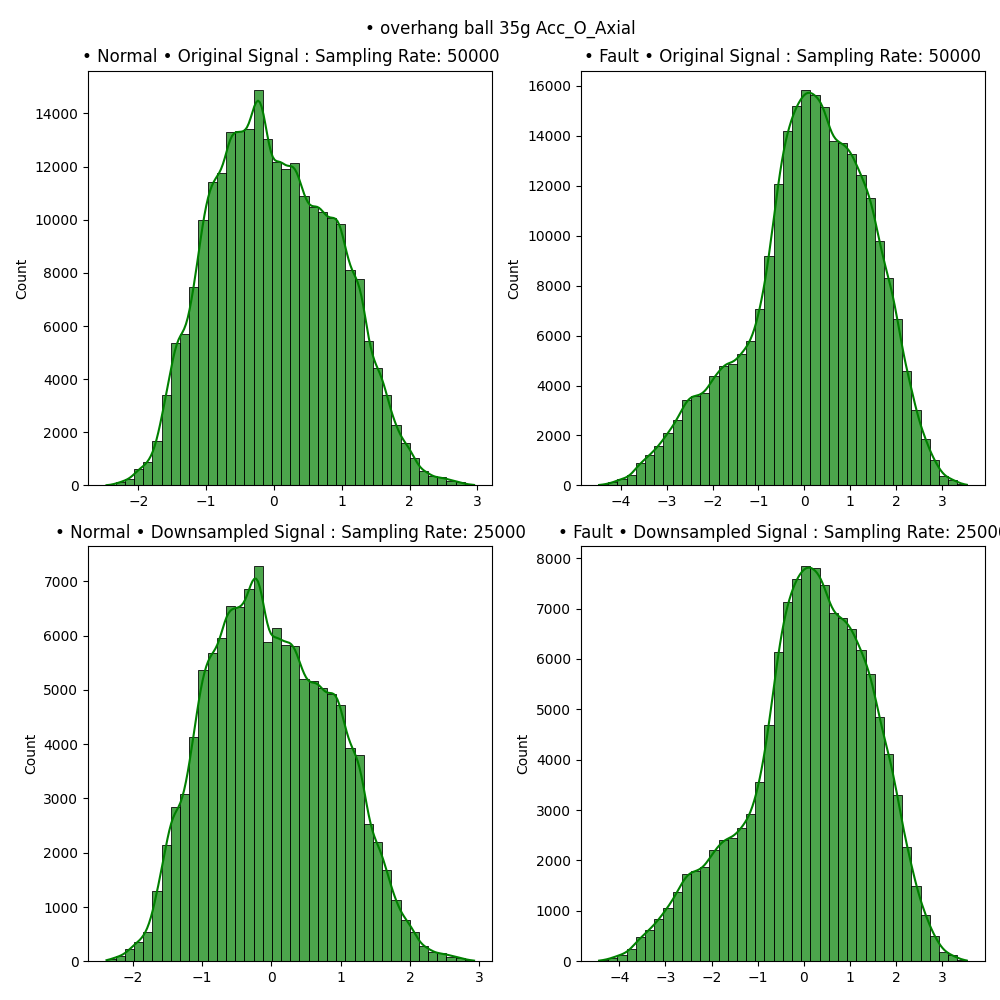 • overhang ball 35g Acc_O_Axial
• Normal • Original Signal : Sampling Rate: 50000
• Fault • Original Signal : Sampling Rate: 50000
Count
14000
12000
10000
8000
6000
4000
2000
0
−2 −1 0 1 2 3
Count
16000
14000
12000
10000
8000
6000
4000
2000
0
−4 −3 −2 −1 0 1 2 3
• Normal • Downsampled Signal : Sampling Rate: 25000
• Fault • Downsampled Signal : Sampling Rate: 2500
Count
7000
6000
5000
4000
3000
2000
1000
0
−2 −1 0 1 2 3
Count
8000
7000
6000
5000
4000
3000
2000
1000
0
−4 −3 −2 −1 0 1 2 3